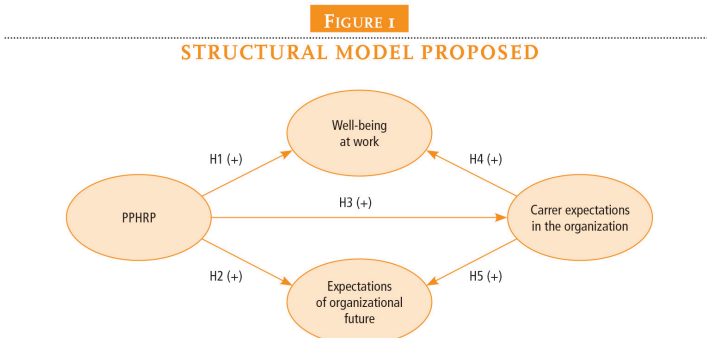 FIGURE 1
STRUCTURAL MODEL PROPOSED
Well-being
at work
H1 (+)
H4 (+)
H3 (+)
PPHRP
Carrer expectations
in the organization
H2 (+)
H5 (+)
Expectations
of organizational
future